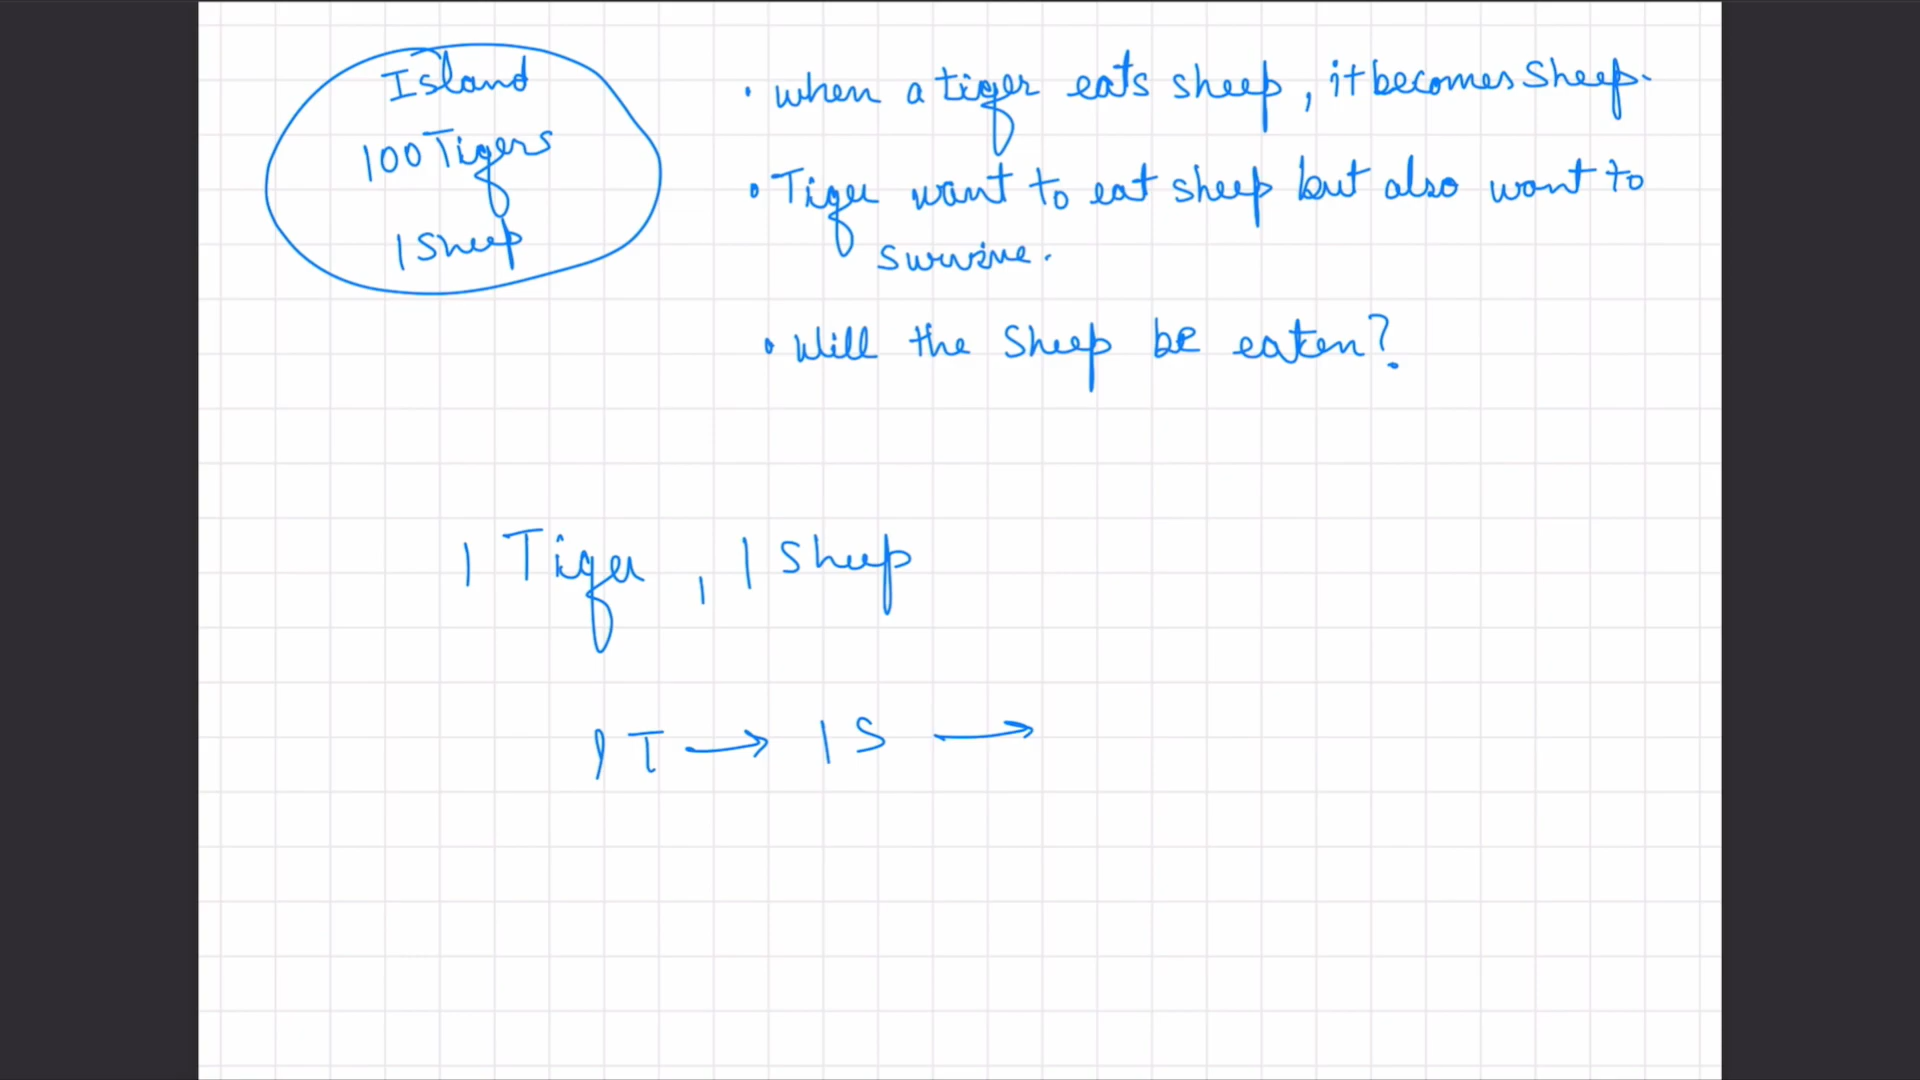 Island
100 Tigers
1 Sheep
• when a tiger eats sheep, it becomes Sheep.
• Tiger want to eat sheep but also want to
survive.
• Will the Sheep be eaten?
1 Tiger, 1 Sheep
1 T → 1 S →